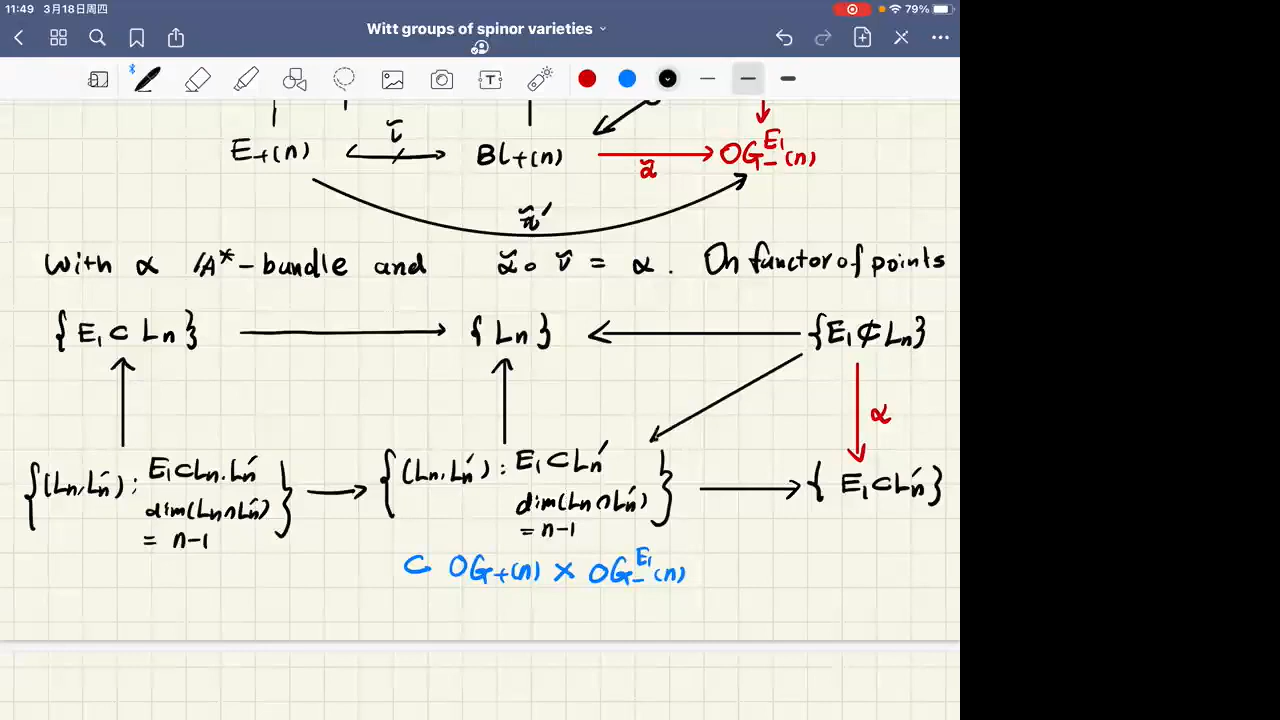 11:49 3月18日周四
79%
Witt groups of spinor varieties
E₊(n) ῖ Bl₊(n) α̃ OG₋^{E₁}(n)
π̃′
with α /A*-bundle and α̃ ∘ ῖ = α. On functor of points
{E₁ ⊂ Ln} {Ln} {E₁ ⊄ Ln}
α
{(Ln, Ln′) : E₁ ⊂ Ln, Ln′ dim(Ln ∩ Ln′) = n-1} {(Ln, Ln′) : E₁ ⊂ Ln′ dim(Ln ∩ Ln′) = n-1} {E₁ ⊂ Ln′}
⊂ OG₊(n) × OG₋^{E₁}(n)